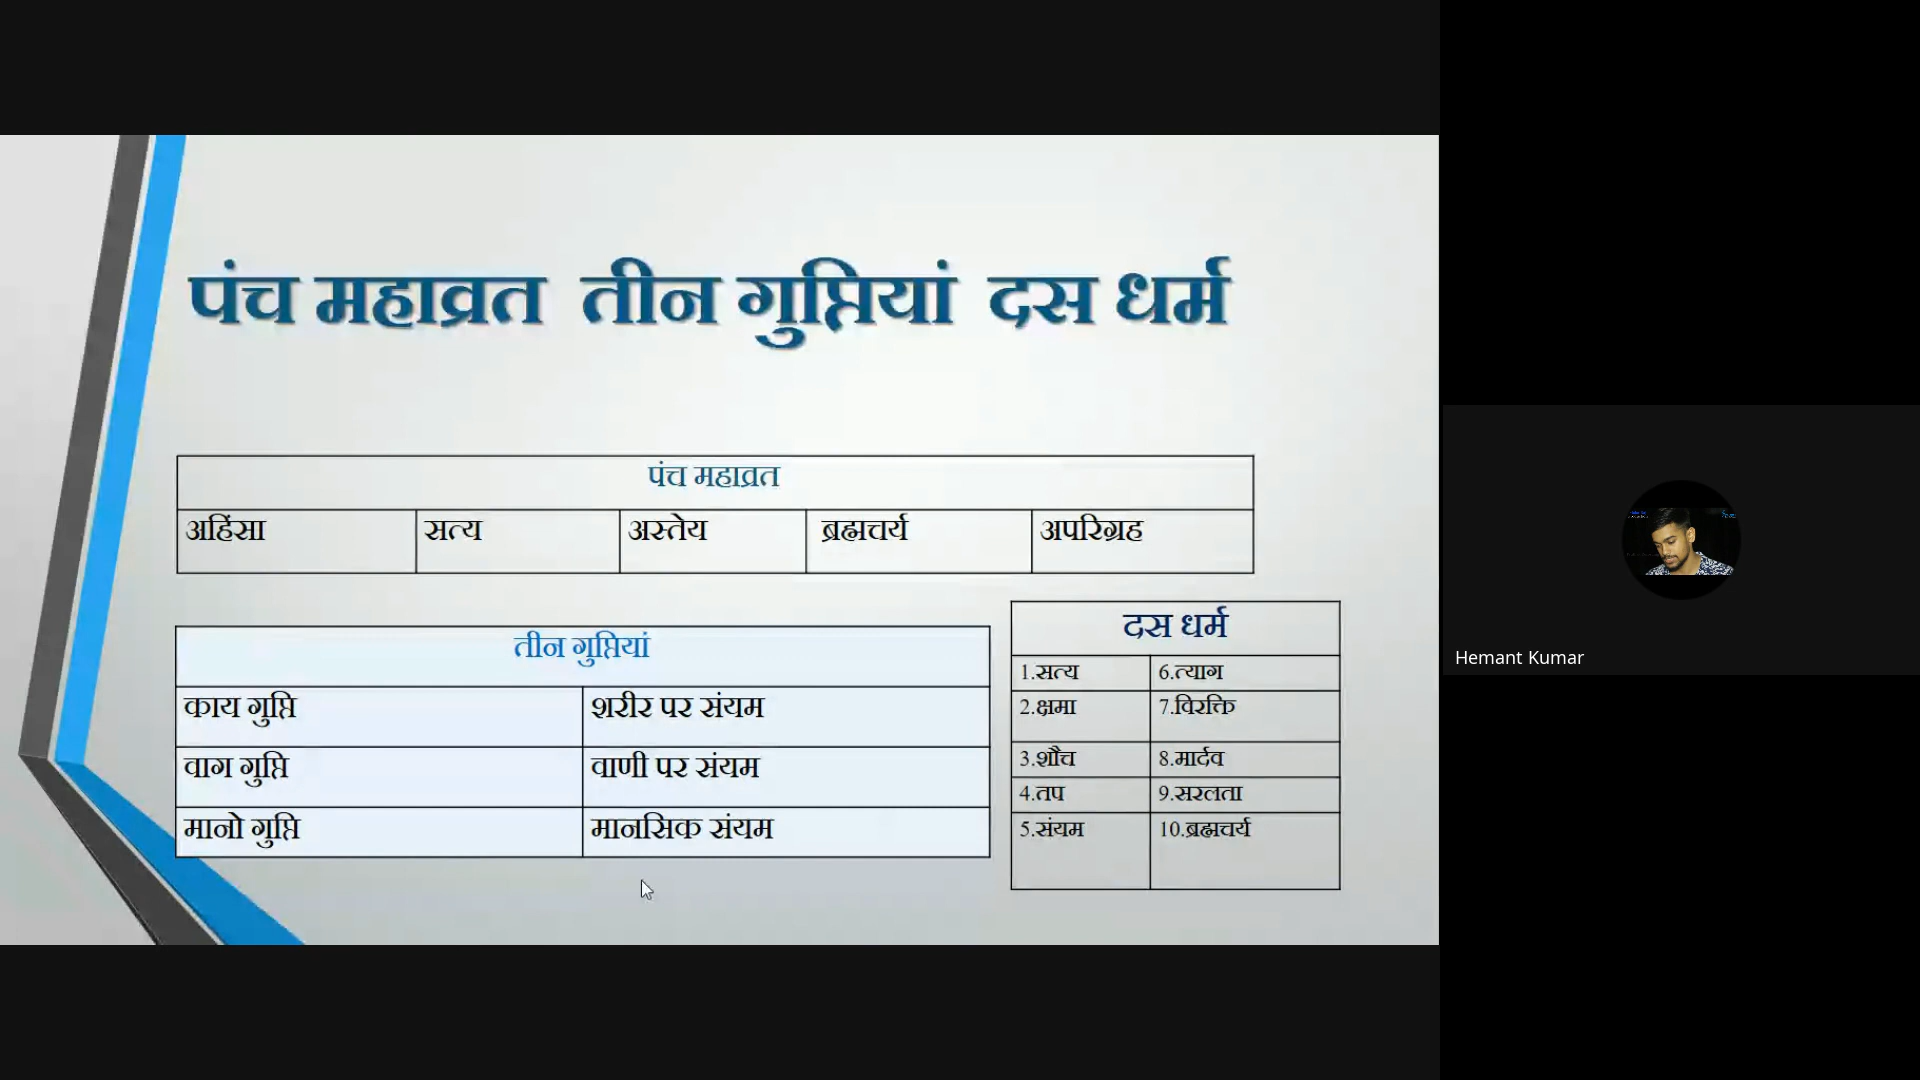 पंच महाव्रत तीन गुप्तियां दस धर्म
पंच महाव्रत
अहिंसा सत्य अस्तेय ब्रह्मचर्य अपरिग्रह
तीन गुप्तियां
काय गुप्ति शरीर पर संयम
वाग गुप्ति वाणी पर संयम
मानो गुप्ति मानसिक संयम
दस धर्म
1.सत्य 6.त्याग
2.क्षमा 7.विरक्ति
3.शौच 8.मार्दव
4.तप 9.सरलता
5.संयम 10.ब्रह्मचर्य
Hemant Kumar